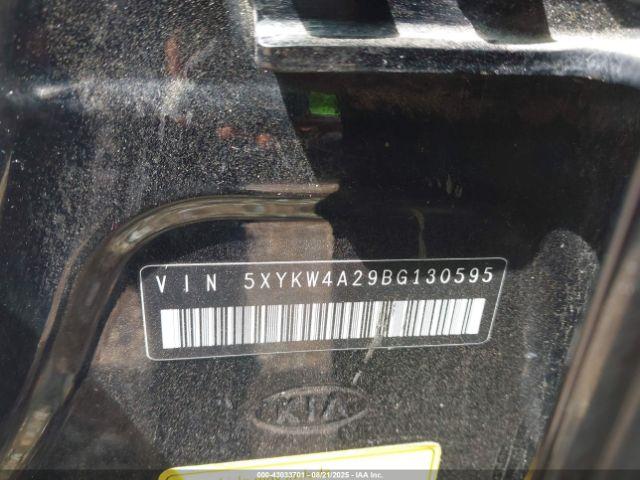 VIN 5XYKW4A29BG130595
KIA
000-43033701 - 08/21/2025 - IAA Inc.